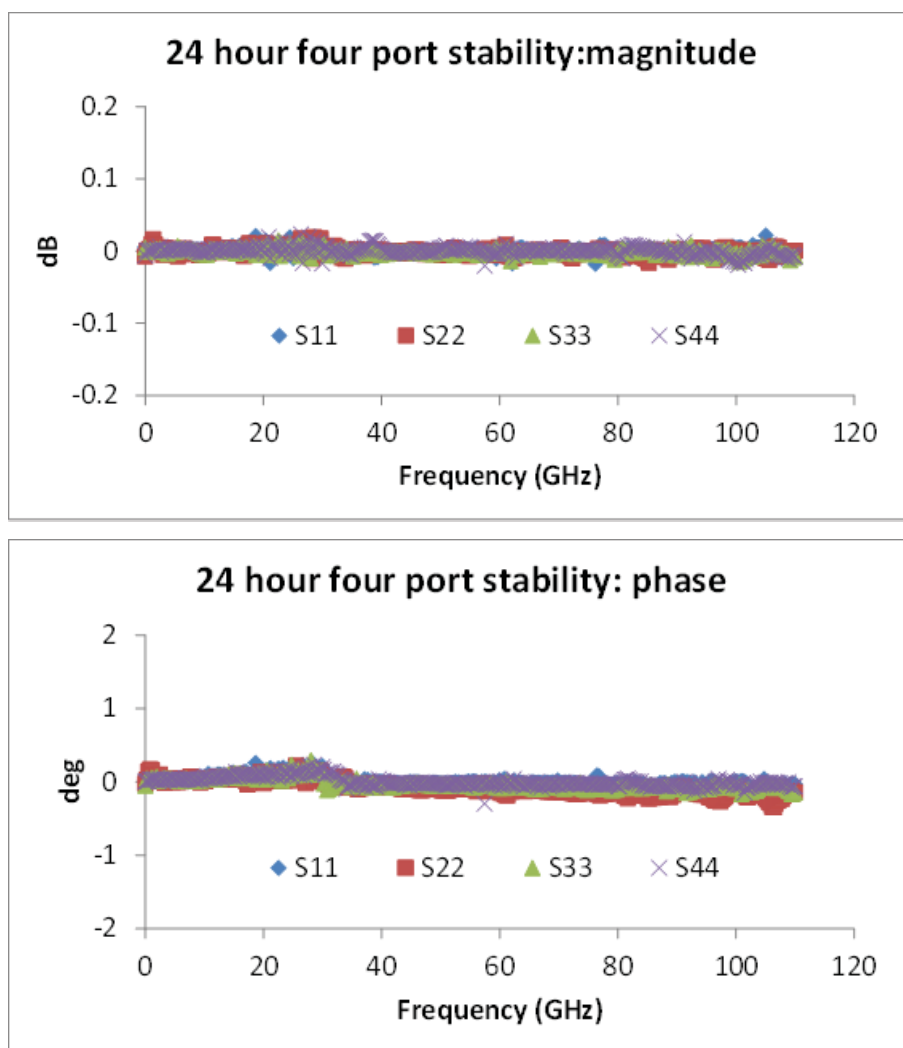 24 hour four port stability:magnitude
0.2
0.1
0
-0.1
-0.2
dB
S11 S22 S33 S44
0 20 40 60 80 100 120
Frequency (GHz)
24 hour four port stability: phase
2
1
0
-1
-2
deg
S11 S22 S33 S44
0 20 40 60 80 100 120
Frequency (GHz)